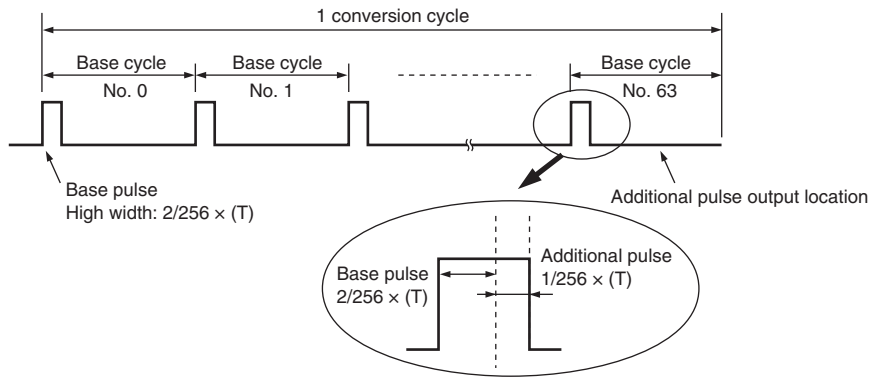 1 conversion cycle
Base cycle
No. 0
Base cycle
No. 1
Base cycle
No. 63
Base pulse
High width: 2/256 × (T)
Additional pulse output location
Base pulse
2/256 × (T)
Additional pulse
1/256 × (T)